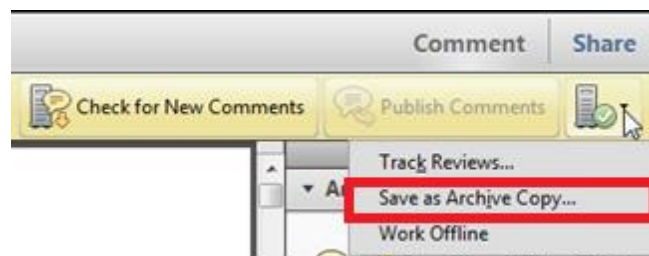 Comment Share
Check for New Comments Publish Comments
Track Reviews...
Save as Archive Copy...
Work Offline